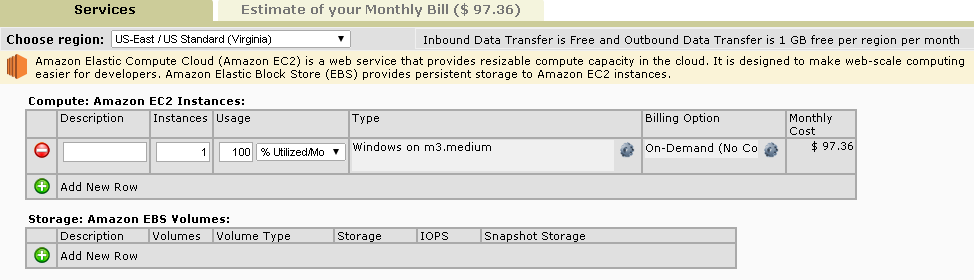 Services
Estimate of your Monthly Bill ($ 97.36)
Choose region: US-East / US Standard (Virginia)
Inbound Data Transfer is Free and Outbound Data Transfer is 1 GB free per region per month
Amazon Elastic Compute Cloud (Amazon EC2) is a web service that provides resizable compute capacity in the cloud. It is designed to make web-scale computing
easier for developers. Amazon Elastic Block Store (EBS) provides persistent storage to Amazon EC2 instances.
Compute: Amazon EC2 Instances:
Description Instances Usage Type Billing Option Monthly Cost
1 100 % Utilized/Mo Windows on m3.medium On-Demand (No Co $ 97.36
Add New Row
Storage: Amazon EBS Volumes:
Description Volumes Volume Type Storage IOPS Snapshot Storage
Add New Row